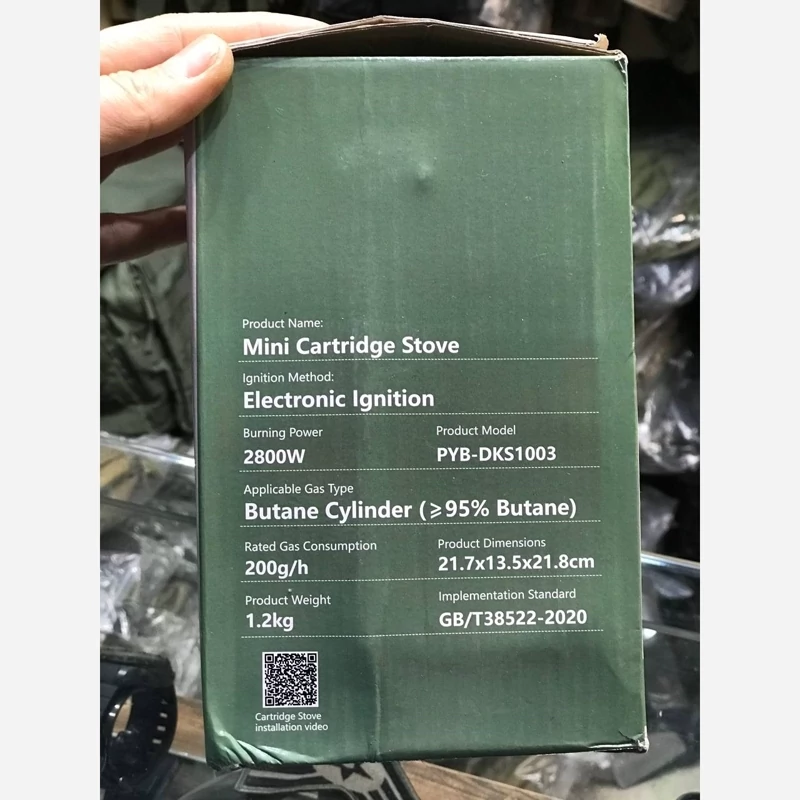 Product Name:
Mini Cartridge Stove
Ignition Method:
Electronic Ignition
Burning Power
2800W
Product Model
PYB-DKS1003
Applicable Gas Type
Butane Cylinder (⩾95% Butane)
Rated Gas Consumption
200g/h
Product Dimensions
21.7x13.5x21.8cm
Product Weight
1.2kg
Implementation Standard
GB/T38522-2020
Cartridge Stove
installation video